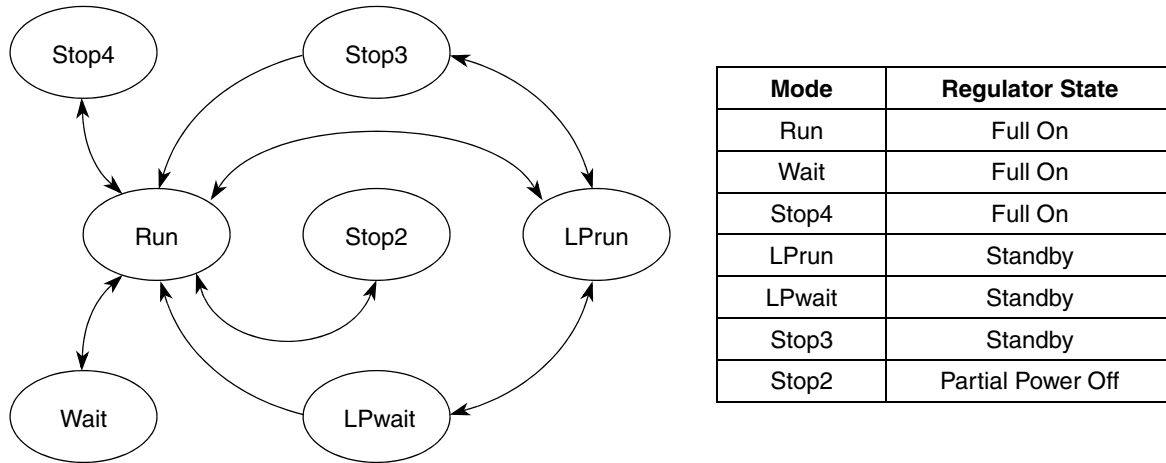 Stop4
Stop3
Run
Stop2
LPrun
Wait
LPwait
Mode Regulator State
Run Full On
Wait Full On
Stop4 Full On
LPrun Standby
LPwait Standby
Stop3 Standby
Stop2 Partial Power Off